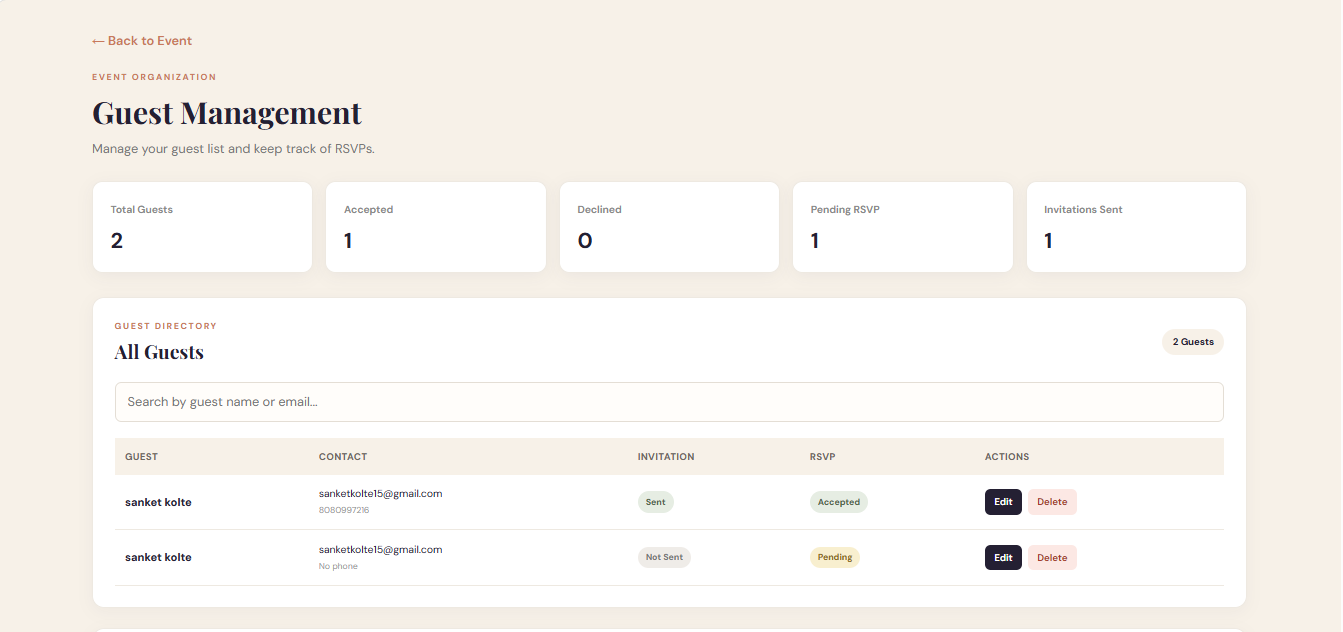 ← Back to Event
EVENT ORGANIZATION
Guest Management
Manage your guest list and keep track of RSVPs.
Total Guests Accepted Declined Pending RSVP Invitations Sent
2 1 0 1 1
GUEST DIRECTORY
All Guests
2 Guests
Search by guest name or email...
GUEST CONTACT INVITATION RSVP ACTIONS
sanket kolte sanketkolte15@gmail.com Sent Accepted Edit Delete
8080997216
sanket kolte sanketkolte15@gmail.com Not Sent Pending Edit Delete
No phone